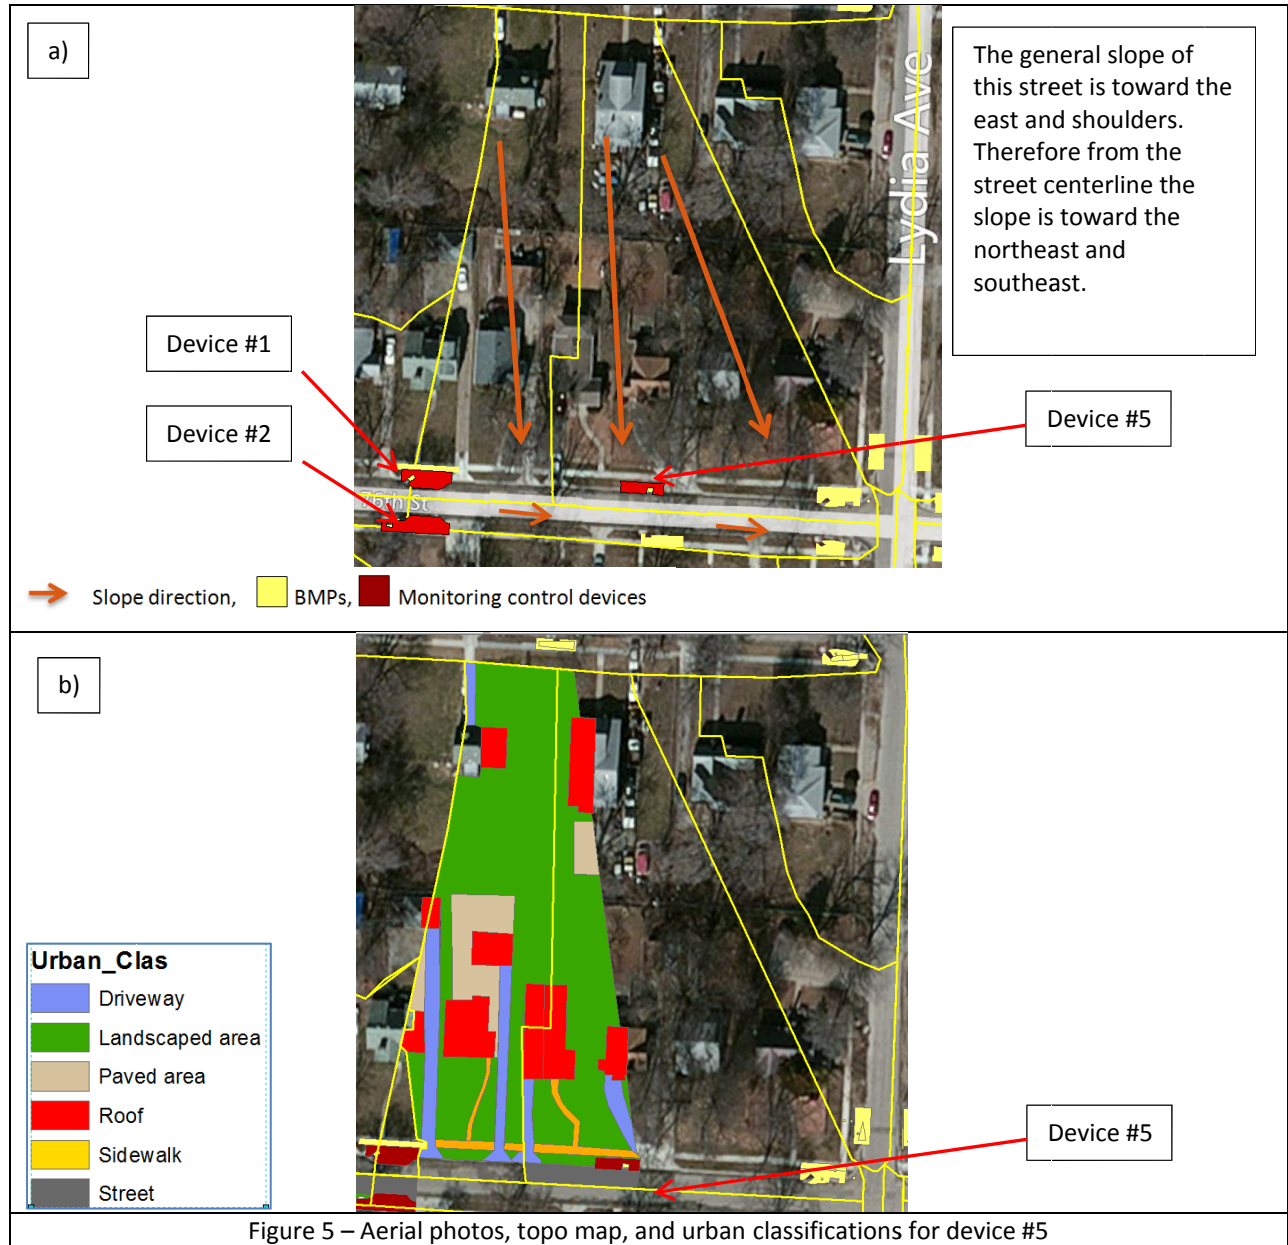 a)
The general slope of
this street is toward the
east and shoulders.
Therefore from the
street centerline the
slope is toward the
northeast and
southeast.
Lydia Ave
Device #1
Device #2
Device #5
76th St
Slope direction, BMPs, Monitoring control devices
b)
Urban_Clas
Driveway
Landscaped area
Paved area
Roof
Sidewalk
Street
Device #5
Figure 5 – Aerial photos, topo map, and urban classifications for device #5